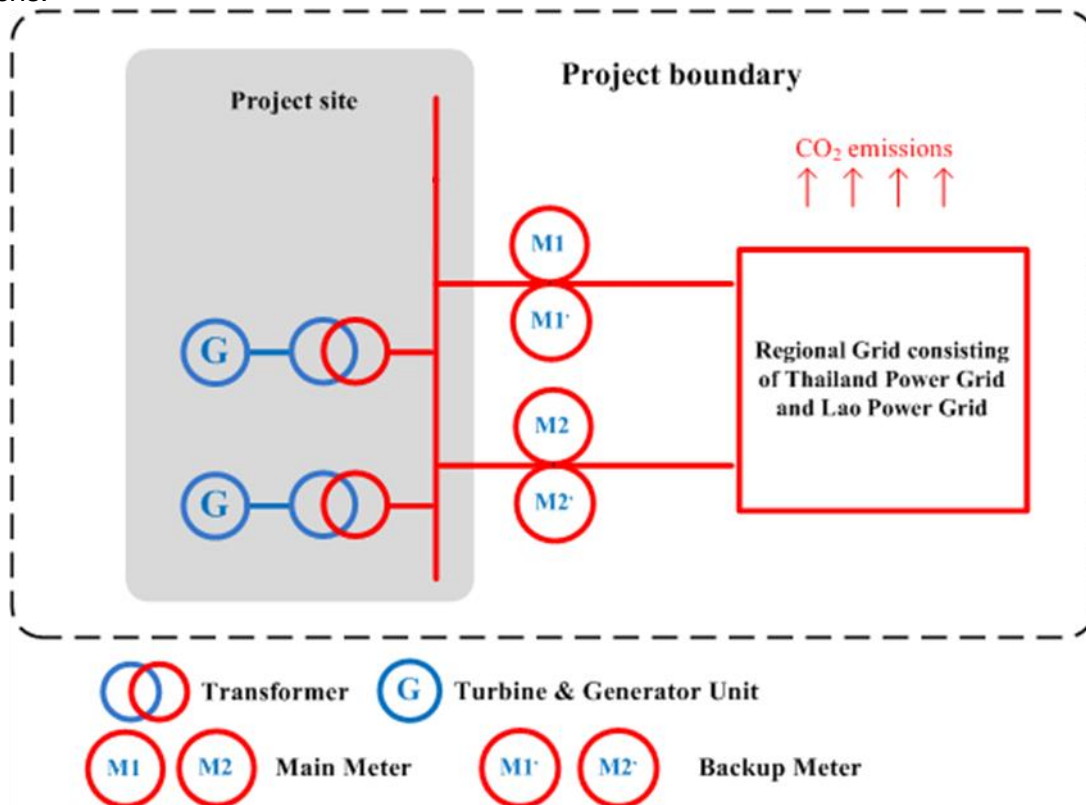 Project boundary
Project site
CO₂ emissions
M1
M1'
Regional Grid consisting
of Thailand Power Grid
and Lao Power Grid
G
M2
G
M2'
Transformer
G
Turbine & Generator Unit
M1
M2
Main Meter
M1'
M2'
Backup Meter